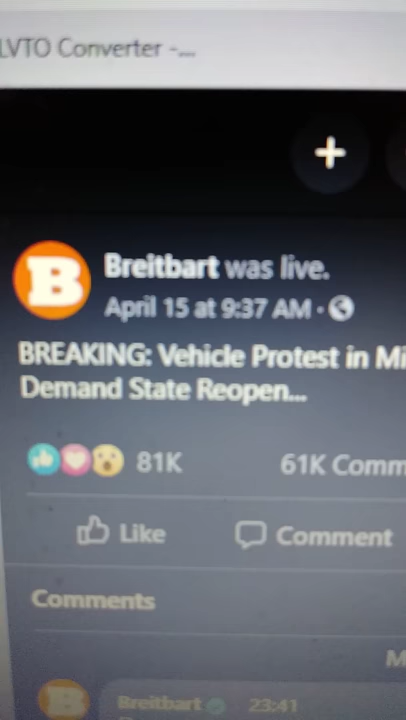 LVTO Converter -...
Breitbart was live.
April 15 at 9:37 AM ·
BREAKING: Vehicle Protest in Mi
Demand State Reopen...
81K
61K Comm
Like
Comment
Comments
M
B Breitbart 23:41